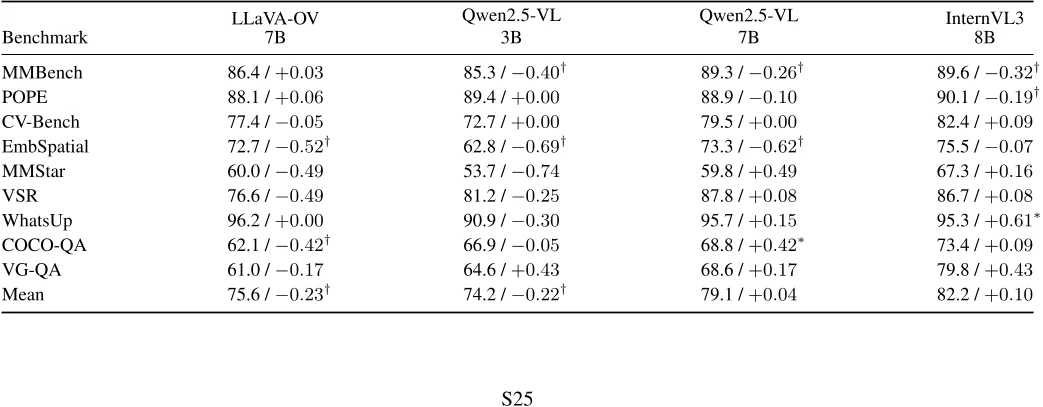 LLaVA-OV Qwen2.5-VL Qwen2.5-VL InternVL3
Benchmark 7B 3B 7B 8B
MMBench 86.4 / +0.03 85.3 / −0.40† 89.3 / −0.26† 89.6 / −0.32†
POPE 88.1 / +0.06 89.4 / +0.00 88.9 / −0.10 90.1 / −0.19†
CV-Bench 77.4 / −0.05 72.7 / +0.00 79.5 / +0.00 82.4 / +0.09
EmbSpatial 72.7 / −0.52† 62.8 / −0.69† 73.3 / −0.62† 75.5 / −0.07
MMStar 60.0 / −0.49 53.7 / −0.74 59.8 / +0.49 67.3 / +0.16
VSR 76.6 / −0.49 81.2 / −0.25 87.8 / +0.08 86.7 / +0.08
WhatsUp 96.2 / +0.00 90.9 / −0.30 95.7 / +0.15 95.3 / +0.61*
COCO-QA 62.1 / −0.42† 66.9 / −0.05 68.8 / +0.42* 73.4 / +0.09
VG-QA 61.0 / −0.17 64.6 / +0.43 68.6 / +0.17 79.8 / +0.43
Mean 75.6 / −0.23† 74.2 / −0.22† 79.1 / +0.04 82.2 / +0.10
S25